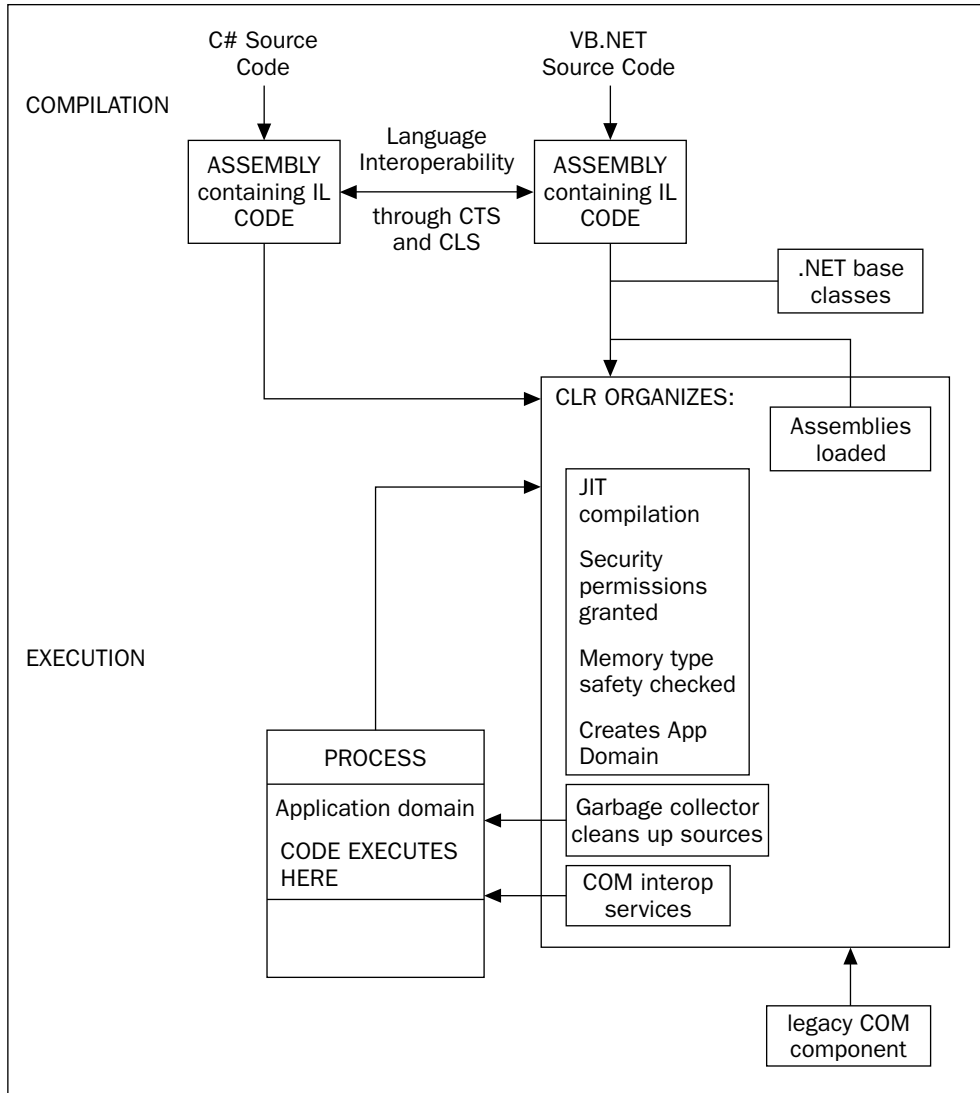 C# Source
Code
VB.NET
Source Code
COMPILATION
ASSEMBLY
containing IL
CODE
Language
Interoperability
through CTS
and CLS
ASSEMBLY
containing IL
CODE
.NET base
classes
CLR ORGANIZES:
Assemblies
loaded
JIT
compilation
Security
permissions
granted
Memory type
safety checked
Creates App
Domain
EXECUTION
PROCESS
Application domain
CODE EXECUTES
HERE
Garbage collector
cleans up sources
COM interop
services
legacy COM
component